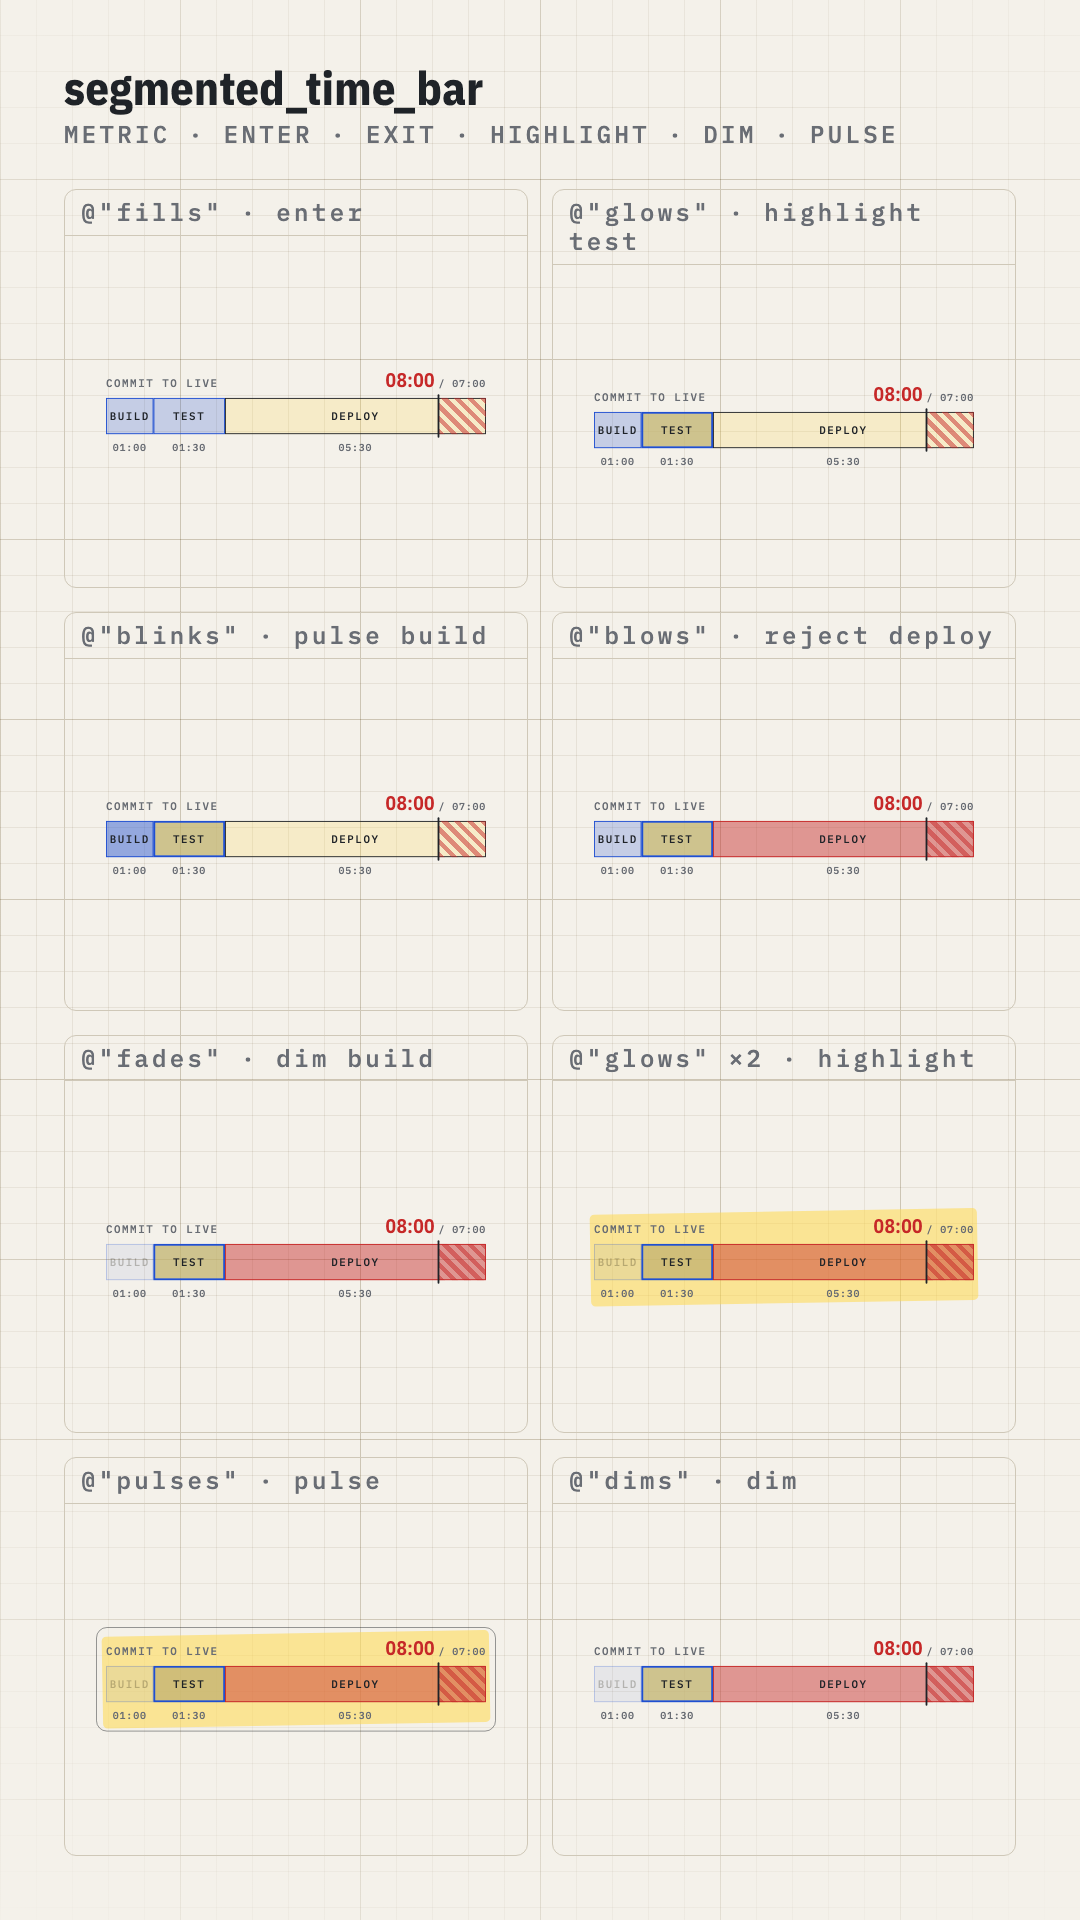 segmented_time_bar
METRIC · ENTER · EXIT · HIGHLIGHT · DIM · PULSE
@"fills" · enter
COMMIT TO LIVE 08:00 / 07:00
BUILD TEST DEPLOY
01:00 01:30 05:30
@"glows" · highlight
test
COMMIT TO LIVE 08:00 / 07:00
BUILD TEST DEPLOY
01:00 01:30 05:30
@"blinks" · pulse build
COMMIT TO LIVE 08:00 / 07:00
BUILD TEST DEPLOY
01:00 01:30 05:30
@"blows" · reject deploy
COMMIT TO LIVE 08:00 / 07:00
BUILD TEST DEPLOY
01:00 01:30 05:30
@"fades" · dim build
COMMIT TO LIVE 08:00 / 07:00
BUILD TEST DEPLOY
01:00 01:30 05:30
@"glows" ×2 · highlight
COMMIT TO LIVE 08:00 / 07:00
BUILD TEST DEPLOY
01:00 01:30 05:30
@"pulses" · pulse
COMMIT TO LIVE 08:00 / 07:00
BUILD TEST DEPLOY
01:00 01:30 05:30
@"dims" · dim
COMMIT TO LIVE 08:00 / 07:00
BUILD TEST DEPLOY
01:00 01:30 05:30